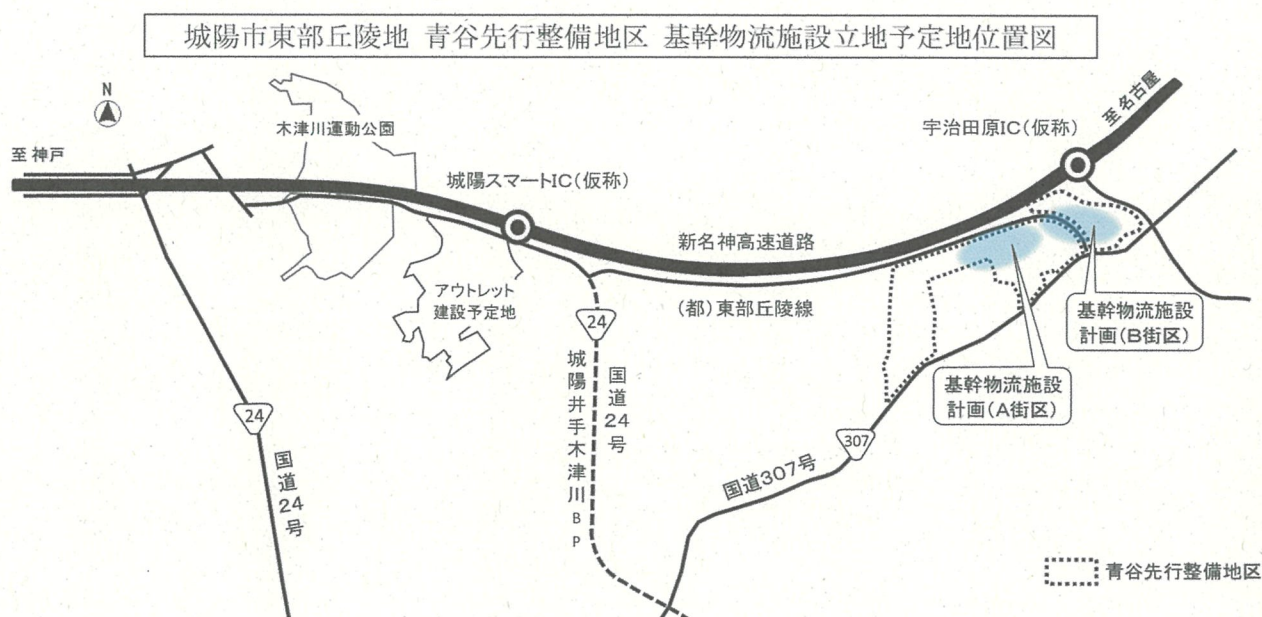 城陽市東部丘陵地 青谷先行整備地区 基幹物流施設立地予定地位置図
N
至 神戸
木津川運動公園
城陽スマートIC(仮称)
宇治田原IC(仮称)
至 名古屋
新名神高速道路
(都)東部丘陵線
アウトレット
建設予定地
基幹物流施設
計画(B街区)
基幹物流施設
計画(A街区)
24
国道24号
24
国道24号
城陽井手木津川BP
307
国道307号
青谷先行整備地区